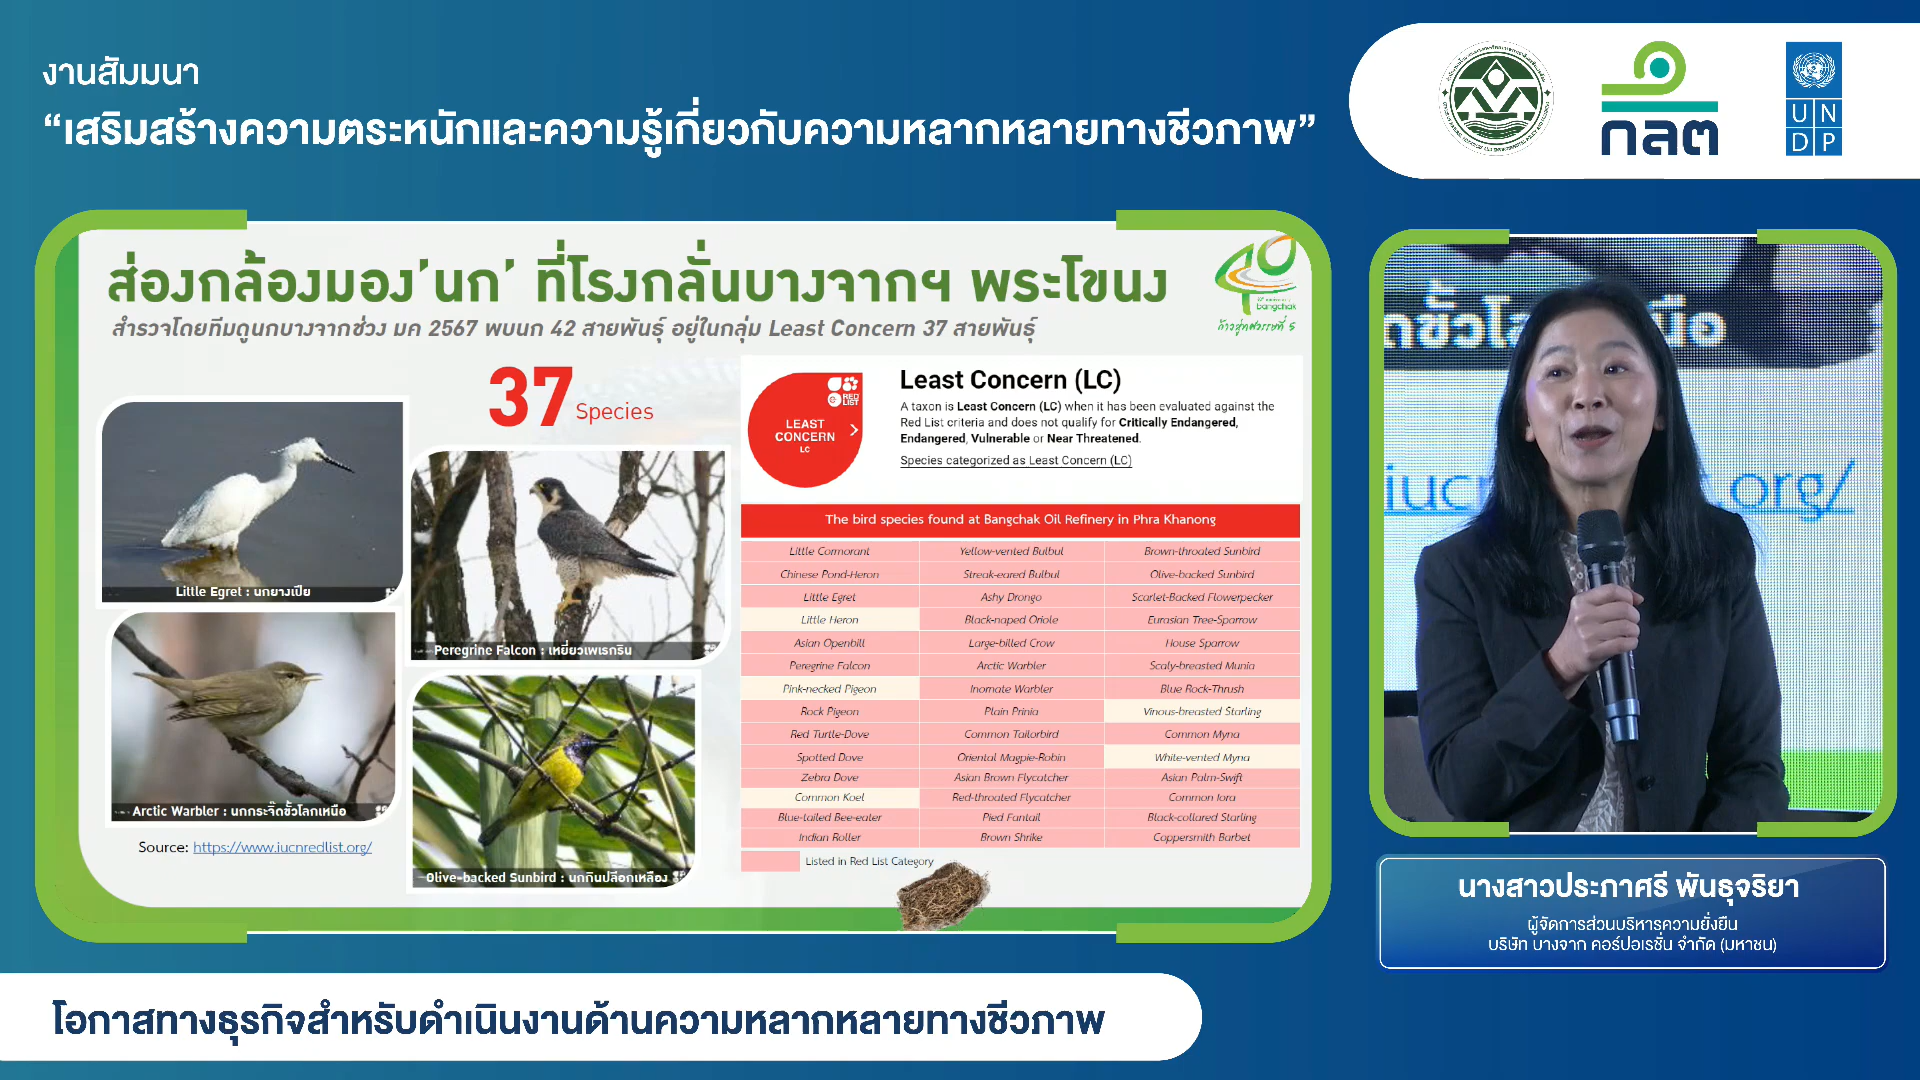 งานสัมมนา
“เสริมสร้างความตระหนักและความรู้เกี่ยวกับความหลากหลายทางชีวภาพ”
กลต
U N
D P
ส่องกล้องมอง'นก' ที่โรงกลั่นบางจากฯ พระโขนง
สำรวจโดยทีมดูนกบางจากช่วง มค 2567 พบนก 42 สายพันธุ์ อยู่ในกลุ่ม Least Concern 37 สายพันธุ์
bangchak
ก้าวสู่ทศวรรษที่ 5
37 Species
Little Egret : นกยางเปีย
Peregrine Falcon : เหยี่ยวเพเรกริน
Arctic Warbler : นกกระจิ๊ดขั้วโลกเหนือ
Olive-backed Sunbird : นกกินปลีอกเหลือง
Source: https://www.iucnredlist.org/
RED LIST
LEAST
CONCERN
LC
Least Concern (LC)
A taxon is Least Concern (LC) when it has been evaluated against the
Red List criteria and does not qualify for Critically Endangered,
Endangered, Vulnerable or Near Threatened.
Species categorized as Least Concern (LC)
The bird species found at Bangchak Oil Refinery in Phra Khanong
Little Cormorant Yellow-vented Bulbul Brown-throated Sunbird
Chinese Pond-Heron Streak-eared Bulbul Olive-backed Sunbird
Little Egret Ashy Drongo Scarlet-Backed Flowerpecker
Little Heron Black-naped Oriole Eurasian Tree-Sparrow
Asian Openbill Large-billed Crow House Sparrow
Peregrine Falcon Arctic Warbler Scaly-breasted Munia
Pink-necked Pigeon Inornate Warbler Blue Rock-Thrush
Rock Pigeon Plain Prinia Vinous-breasted Starling
Red Turtle-Dove Common Tailorbird Common Myna
Spotted Dove Oriental Magpie-Robin White-vented Myna
Zebra Dove Asian Brown Flycatcher Asian Palm-Swift
Common Koel Red-throated Flycatcher Common Iora
Blue-tailed Bee-eater Pied Fantail Black-collared Starling
Indian Roller Brown Shrike Coppersmith Barbet
Listed in Red List Category
นางสาวประภาศรี พันธุจริยา
ผู้จัดการส่วนบริหารความยั่งยืน
บริษัท บางจาก คอร์ปอเรชั่น จำกัด (มหาชน)
โอกาสทางธุรกิจสำหรับดำเนินงานด้านความหลากหลายทางชีวภาพ